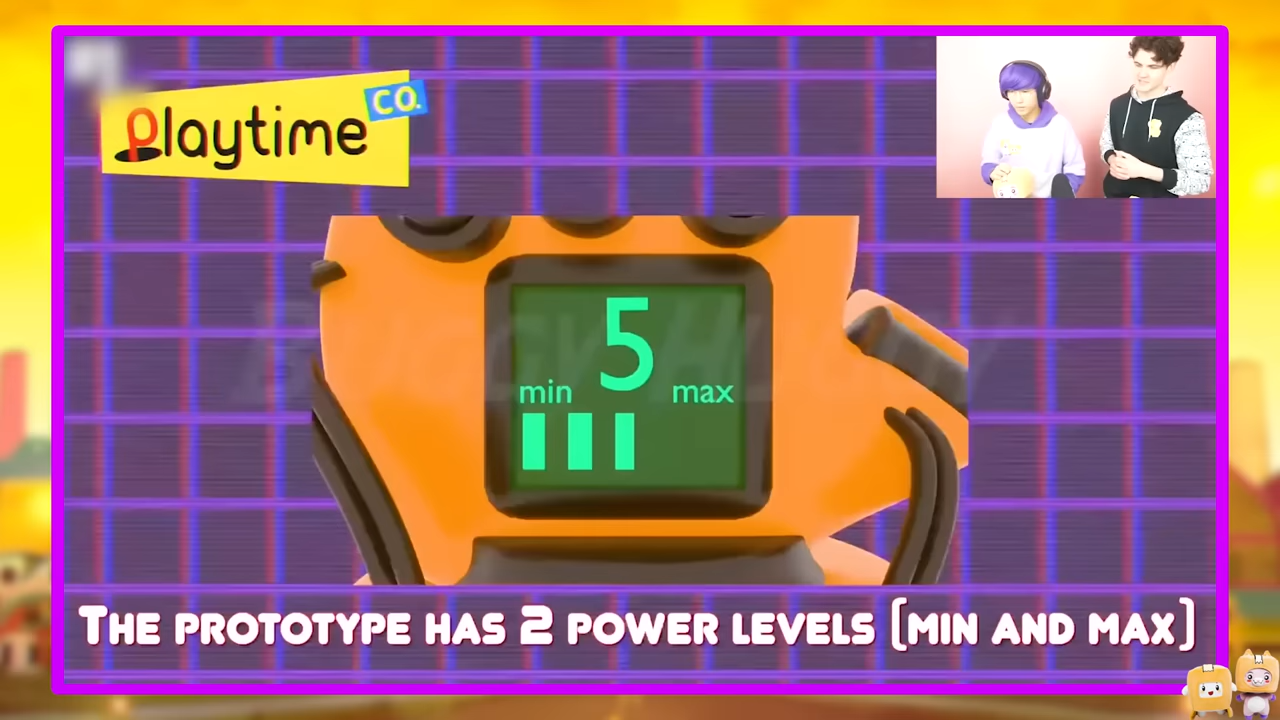 Playtime CO.
5
min max
THE PROTOTYPE HAS 2 POWER LEVELS (MIN AND MAX)